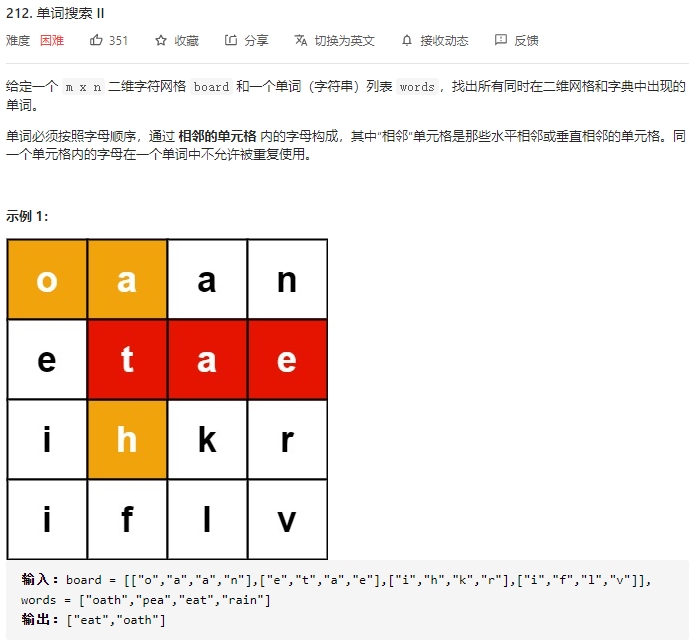 212. 单词搜索 II
难度 困难 351 收藏 分享 切换为英文 接收动态 反馈
给定一个 m x n 二维字符网格 board 和一个单词（字符串）列表 words，找出所有同时在二维网格和字典中出现的
单词。
单词必须按照字母顺序，通过 相邻的单元格 内的字母构成，其中“相邻”单元格是那些水平相邻或垂直相邻的单元格。同
一个单元格内的字母在一个单词中不允许被重复使用。
示例 1：
o a a n
e t a e
i h k r
i f l v
输入：board = [["o","a","a","n"],["e","t","a","e"],["i","h","k","r"],["i","f","l","v"]],
words = ["oath","pea","eat","rain"]
输出：["eat","oath"]